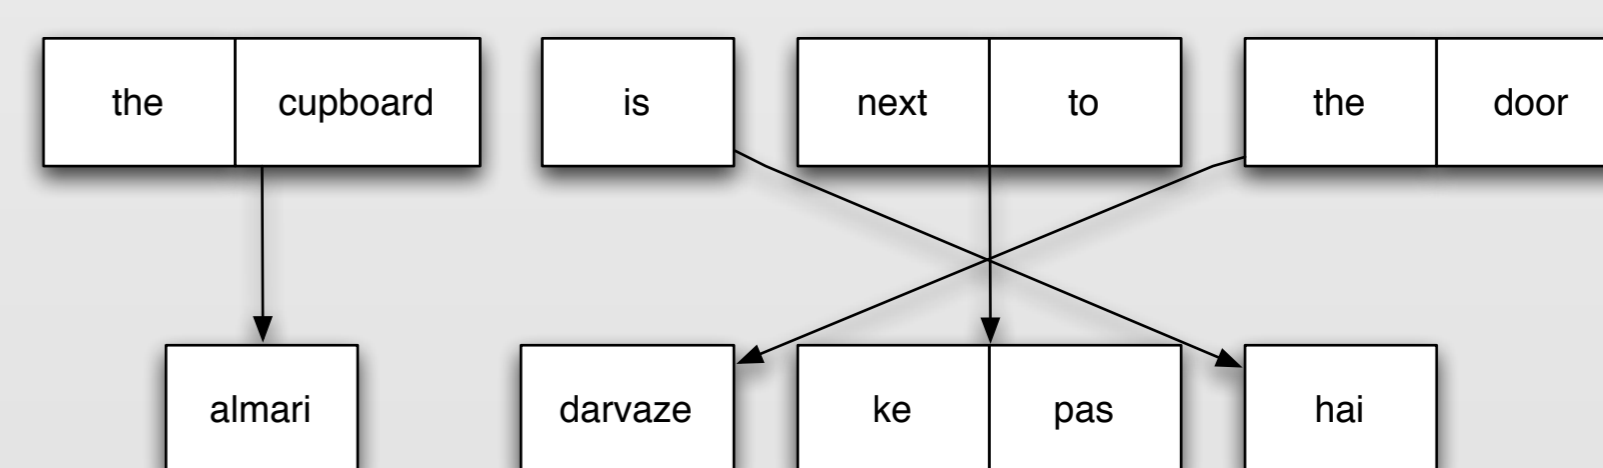 the cupboard is next to the door
almari darvaze ke pas hai